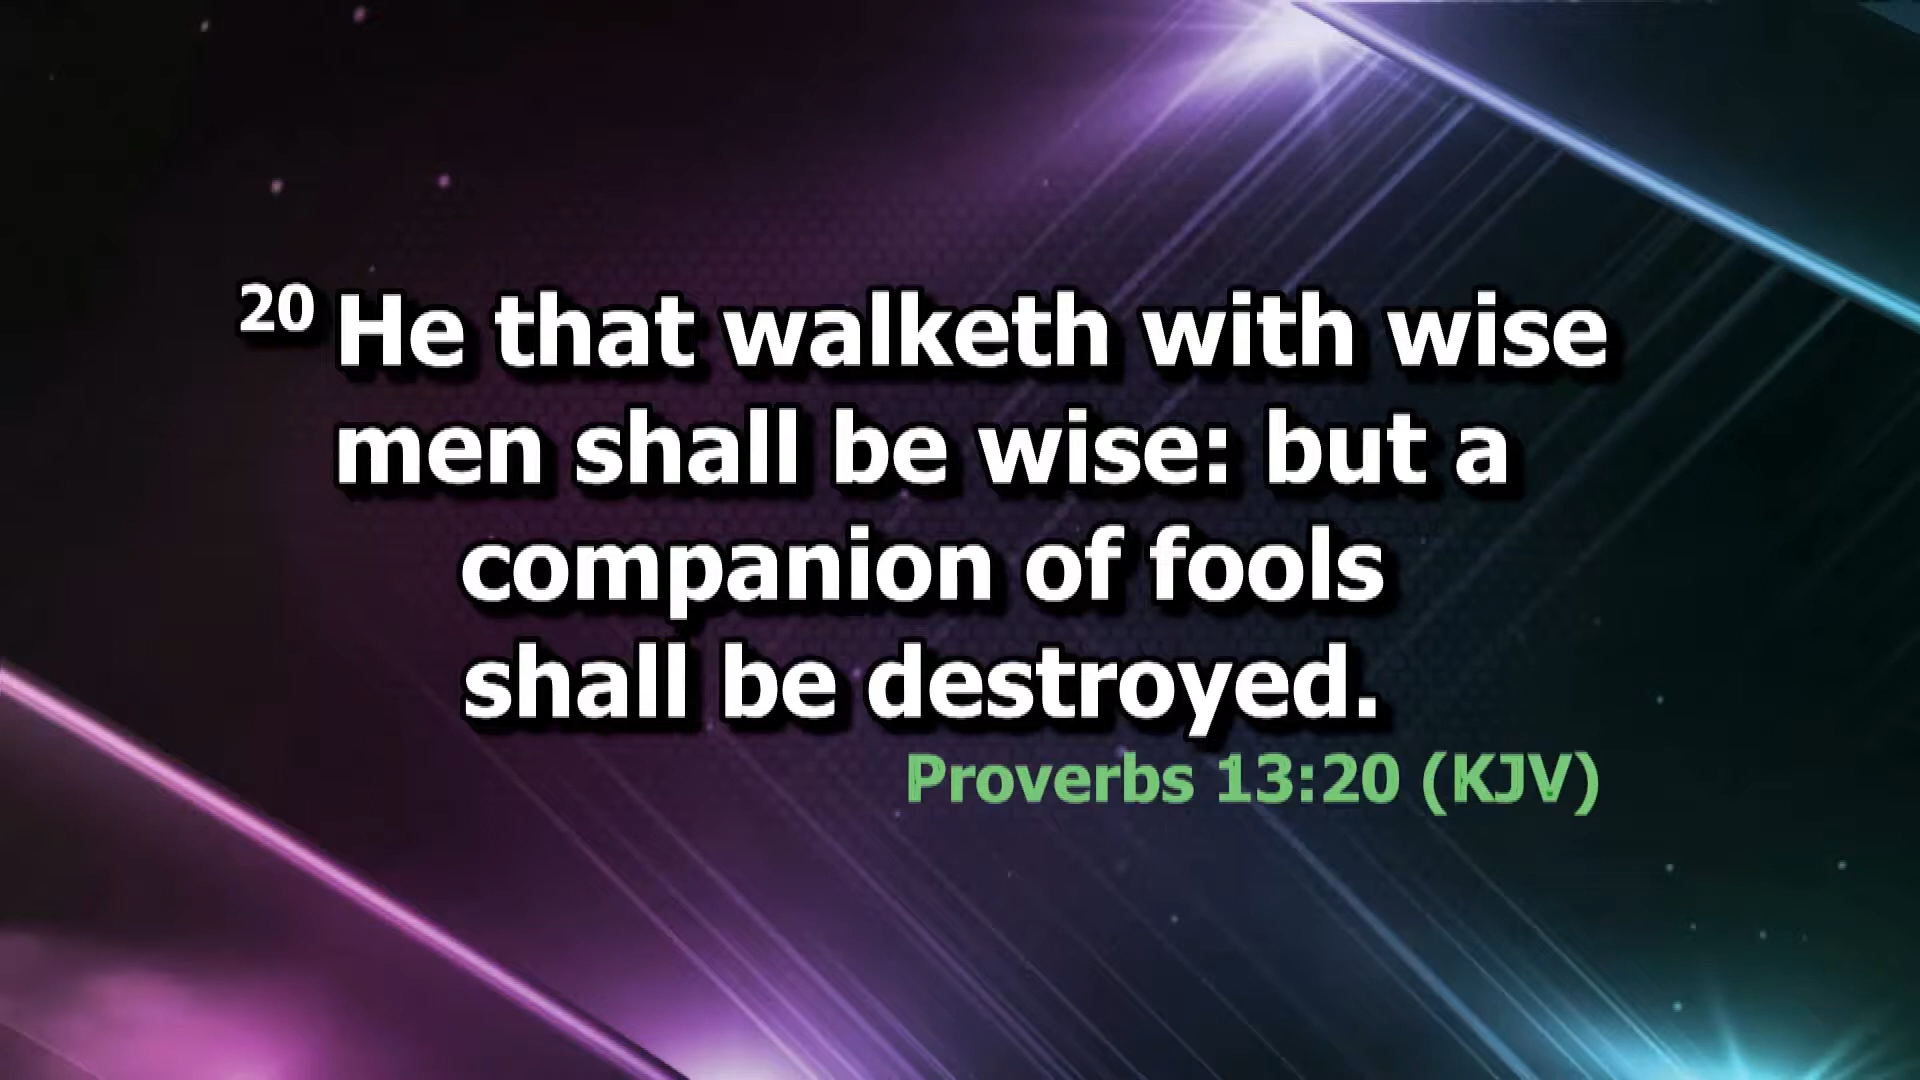 20 He that walketh with wise
men shall be wise: but a
companion of fools
shall be destroyed.
Proverbs 13:20 (KJV)